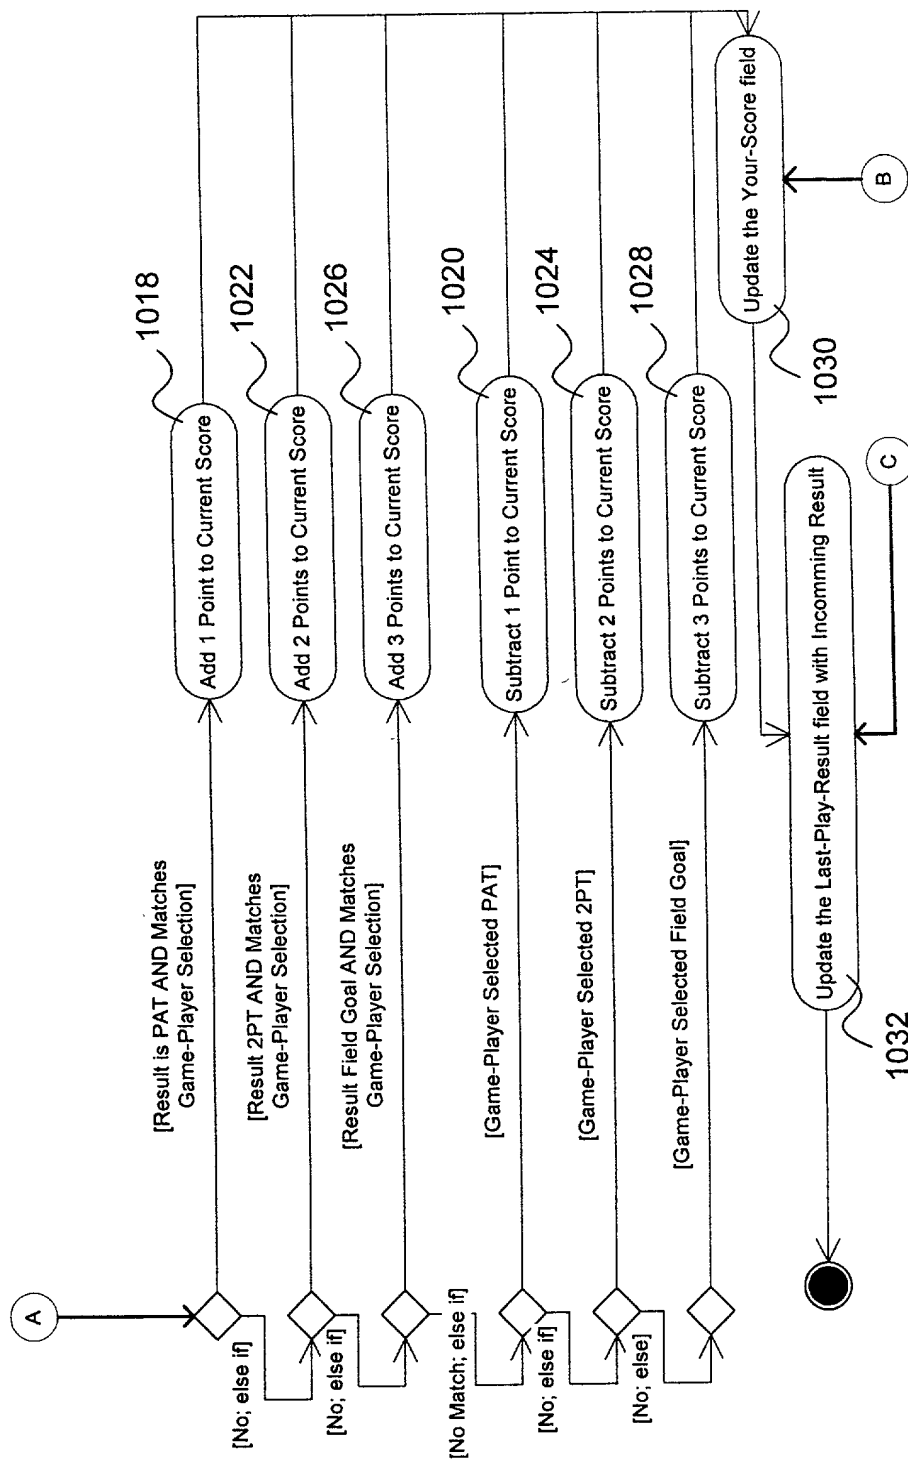 A
[Result is PAT AND Matches
Game-Player Selection]
Add 1 Point to Current Score
1018
[No; else if]
[Result 2PT AND Matches
Game-Player Selection]
Add 2 Points to Current Score
1022
[No; else if]
[Result Field Goal AND Matches
Game-Player Selection]
Add 3 Points to Current Score
1026
[No Match; else if]
[Game-Player Selected PAT]
Subtract 1 Point to Current Score
1020
[No; else if]
[Game-Player Selected 2PT]
Subtract 2 Points to Current Score
1024
[No; else]
[Game-Player Selected Field Goal]
Subtract 3 Points to Current Score
1028
Update the Your-Score field
1030
B
Update the Last-Play-Result field with Incomming Result
1032
C